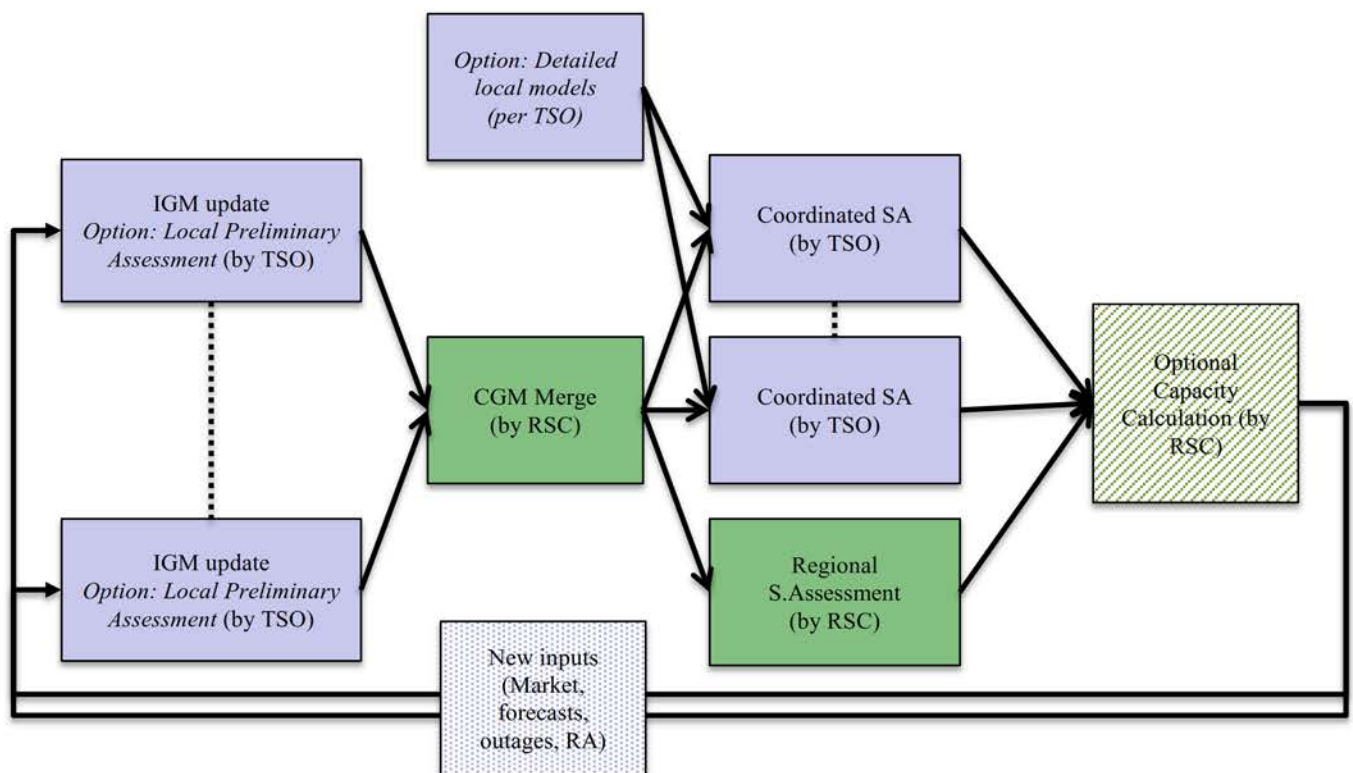 Option: Detailed
local models
(per TSO)
IGM update
Option: Local Preliminary
Assessment (by TSO)
Coordinated SA
(by TSO)
CGM Merge
(by RSC)
Coordinated SA
(by TSO)
Optional
Capacity
Calculation (by
RSC)
IGM update
Option: Local Preliminary
Assessment (by TSO)
Regional
S.Assessment
(by RSC)
New inputs
(Market,
forecasts,
outages, RA)